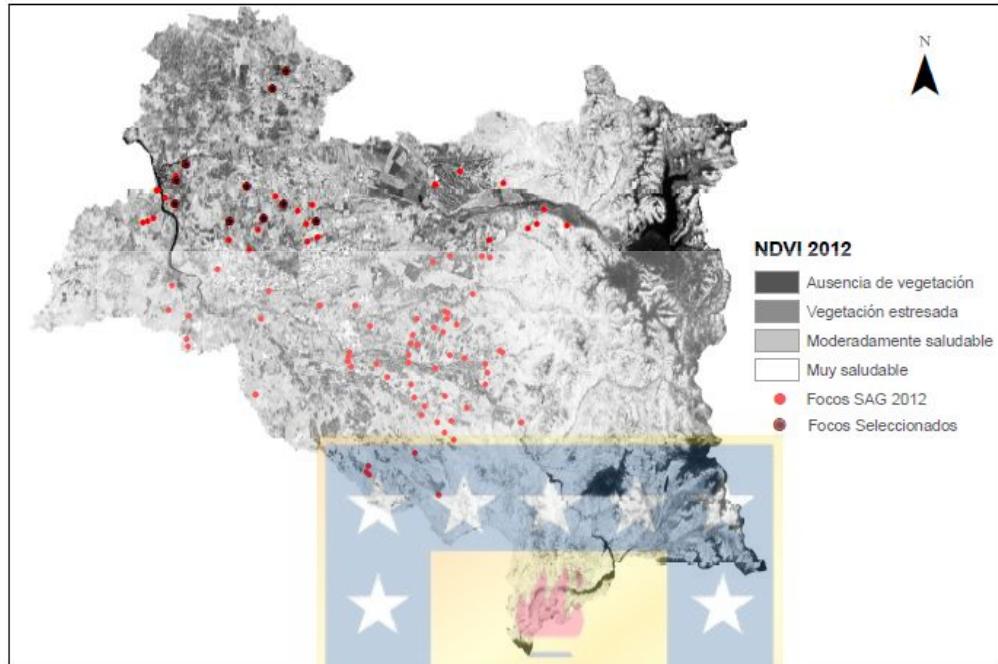 N
NDVI 2012
Ausencia de vegetación
Vegetación estresada
Moderadamente saludable
Muy saludable
Focos SAG 2012
Focos Seleccionados